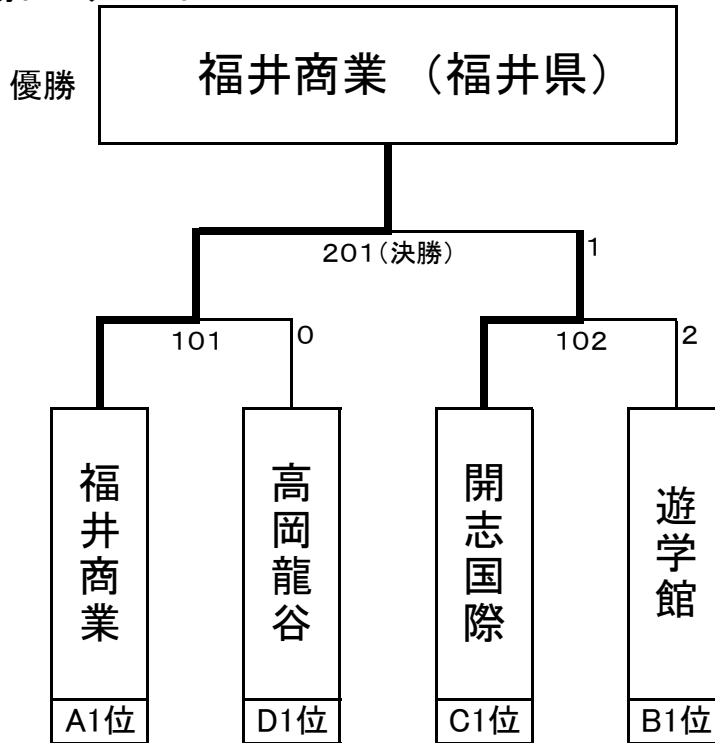 福井商業 （福井県）
優勝
201(決勝)
1
101
0
102
2
福井商業
高岡龍谷
開志国際
遊学館
A1位
D1位
C1位
B1位